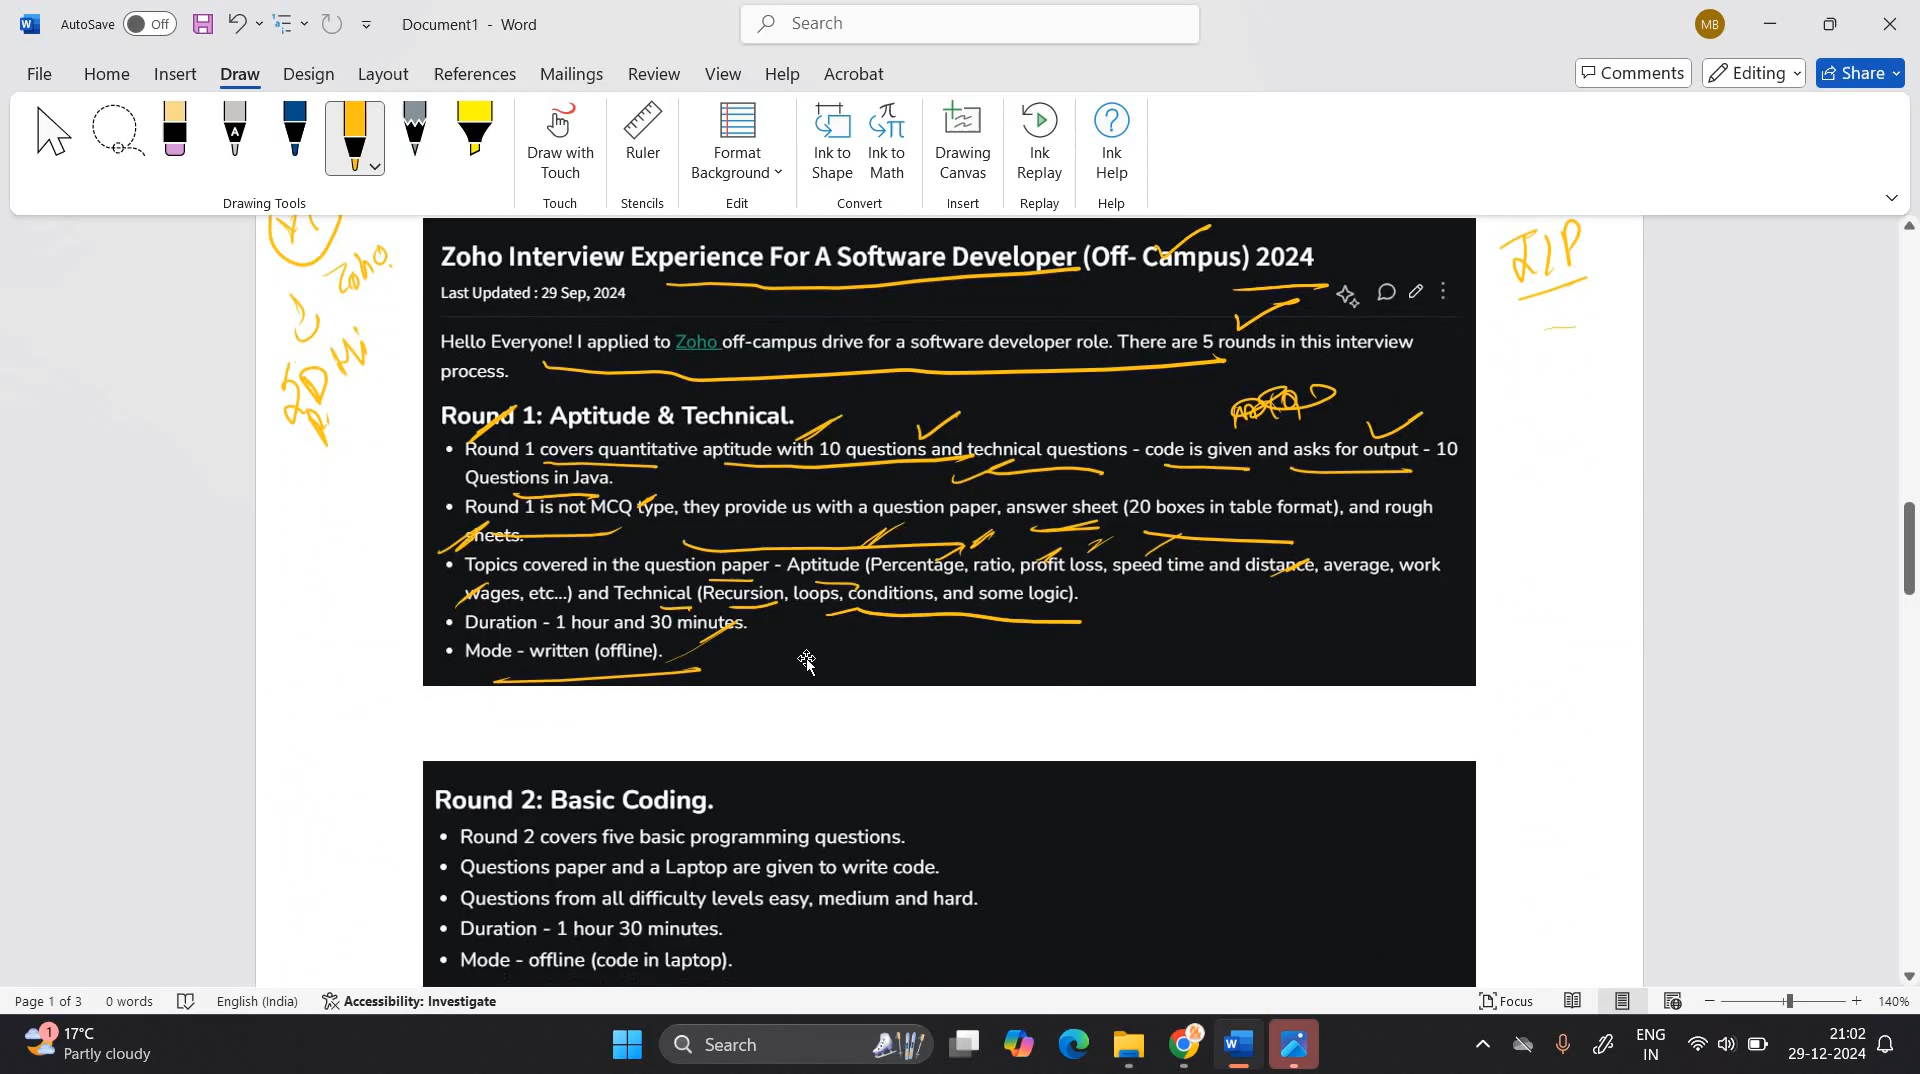 AutoSave Off Document1 - Word Search MB
File Home Insert Draw Design Layout References Mailings Review View Help Acrobat Comments Editing Share
A
Draw with Touch Ruler Format Background Ink to Shape Ink to Math Drawing Canvas Ink Replay Ink Help
Drawing Tools Touch Stencils Edit Convert Insert Replay Help
Zoho
Zoho Interview Experience For A Software Developer (Off- Campus) 2024
Last Updated : 29 Sep, 2024
Hello Everyone! I applied to Zoho off-campus drive for a software developer role. There are 5 rounds in this interview
process.
Round 1: Aptitude & Technical.
• Round 1 covers quantitative aptitude with 10 questions and technical questions - code is given and asks for output - 10
Questions in Java.
• Round 1 is not MCQ type, they provide us with a question paper, answer sheet (20 boxes in table format), and rough
sheets.
• Topics covered in the question paper - Aptitude (Percentage, ratio, profit loss, speed time and distance, average, work
wages, etc...) and Technical (Recursion, loops, conditions, and some logic).
• Duration - 1 hour and 30 minutes.
• Mode - written (offline).
Round 2: Basic Coding.
• Round 2 covers five basic programming questions.
• Questions paper and a Laptop are given to write code.
• Questions from all difficulty levels easy, medium and hard.
• Duration - 1 hour 30 minutes.
• Mode - offline (code in laptop).
Page 1 of 3 0 words English (India) Accessibility: Investigate Focus 140%
1 17°C
Partly cloudy
Search
ENG
IN
21:02
29-12-2024